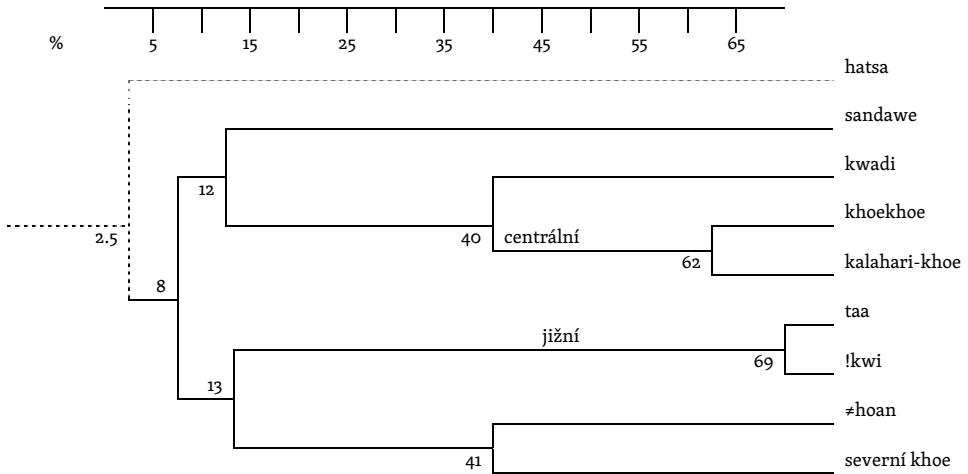 % 5 15 25 35 45 55 65
hatsa
sandawe
kwadi
12
khoekhoe
2.5
40 centrální
62
kalahari-khoe
8
taa
jižní
69
!kwi
13
≠hoan
41
severní khoe